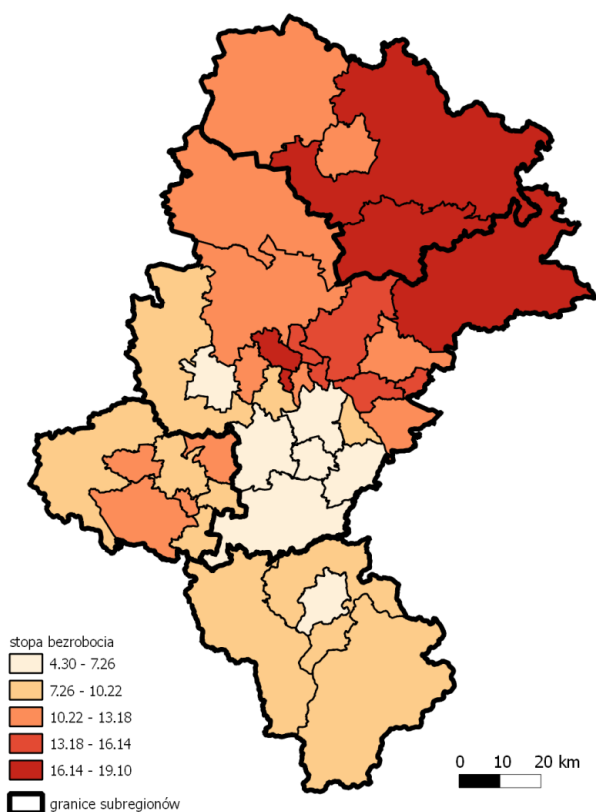 stopa bezrobocia
4.30 - 7.26
7.26 - 10.22
10.22 - 13.18
13.18 - 16.14
16.14 - 19.10
granice subregionów
0 10 20 km